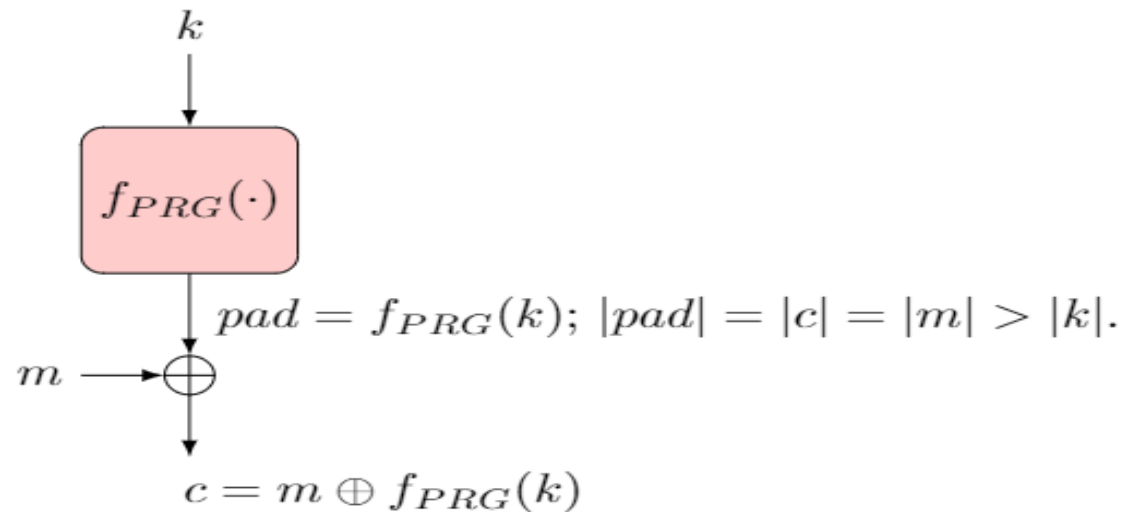 k
f_{PRG}(·)
pad = f_{PRG}(k); |pad| = |c| = |m| > |k|.
m
c = m ⊕ f_{PRG}(k)